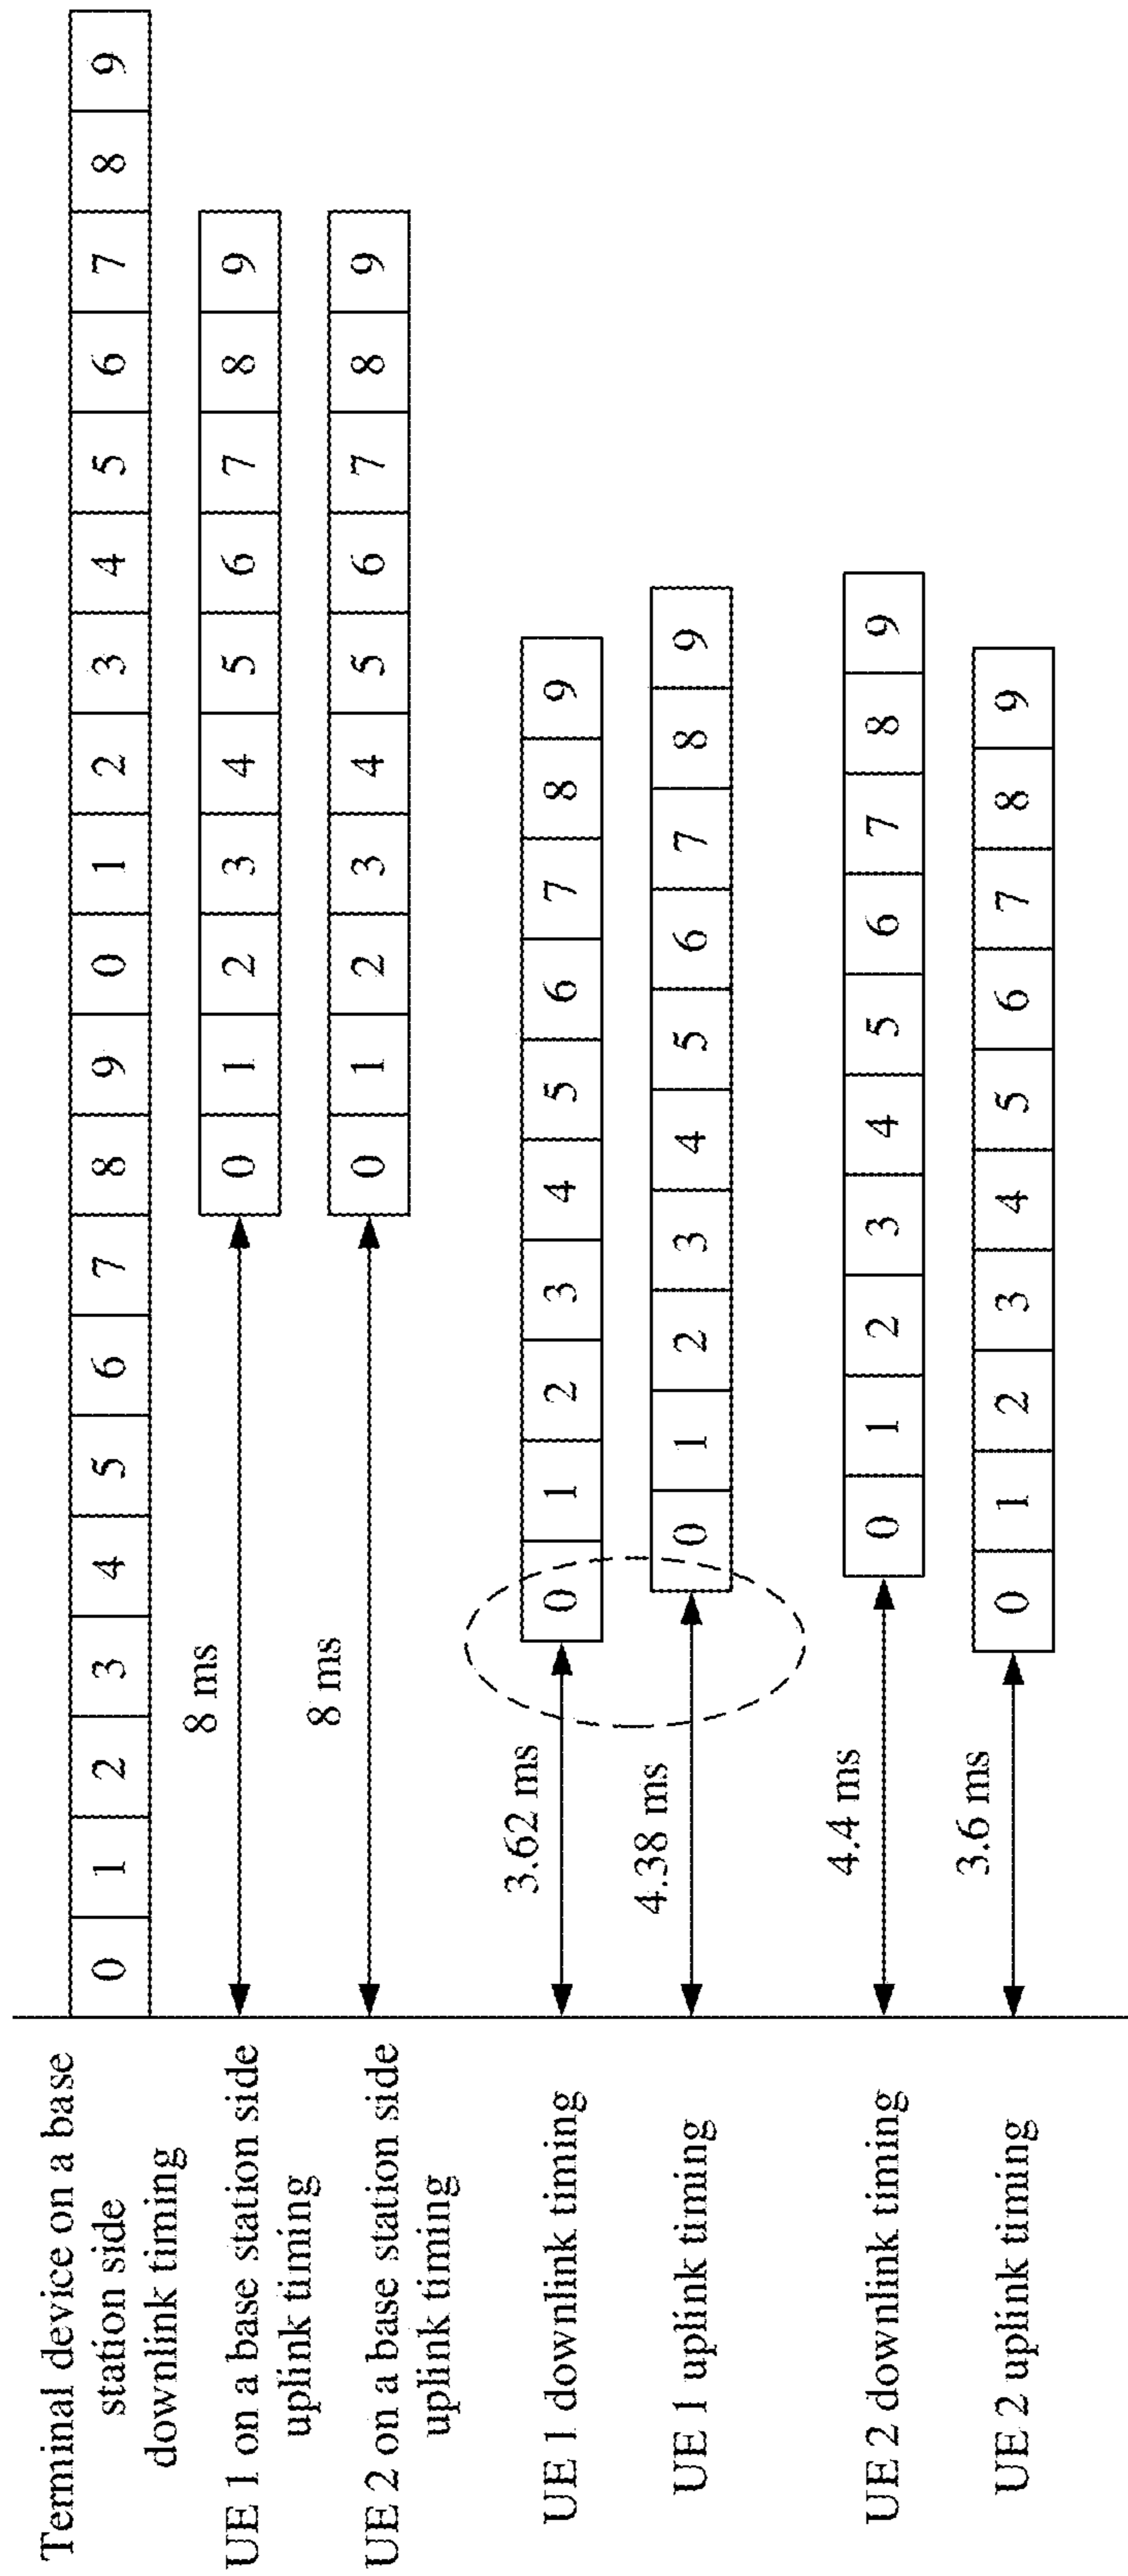 Terminal device on a base
station side
downlink timing
0 1 2 3 4 5 6 7 8 9 0 1 2 3 4 5 6 7 8 9
UE 1 on a base station side
uplink timing
8 ms
0 1 2 3 4 5 6 7 8 9
UE 2 on a base station side
uplink timing
8 ms
0 1 2 3 4 5 6 7 8 9
UE 1 downlink timing
3.62 ms
0 1 2 3 4 5 6 7 8 9
UE 1 uplink timing
4.38 ms
0 1 2 3 4 5 6 7 8 9
UE 2 downlink timing
4.4 ms
0 1 2 3 4 5 6 7 8 9
UE 2 uplink timing
3.6 ms
0 1 2 3 4 5 6 7 8 9